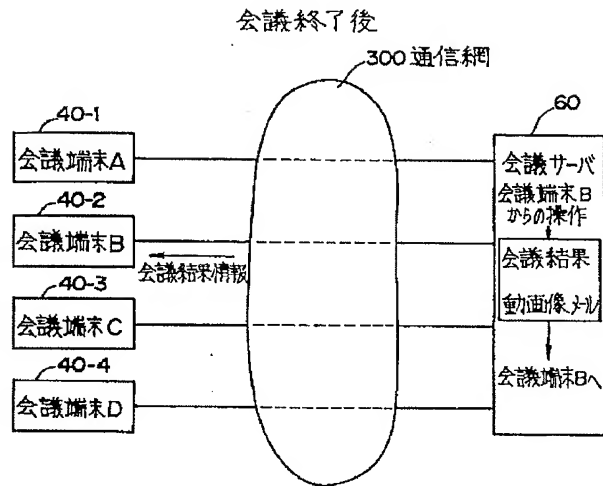 会議終了後
300 通信網
40-1
会議端末A
40-2
会議端末B
会議結果情報
40-3
会議端末C
40-4
会議端末D
60
会議サーバ
会議端末B
からの操作
会議結果
動画像メール
会議端末Bへ